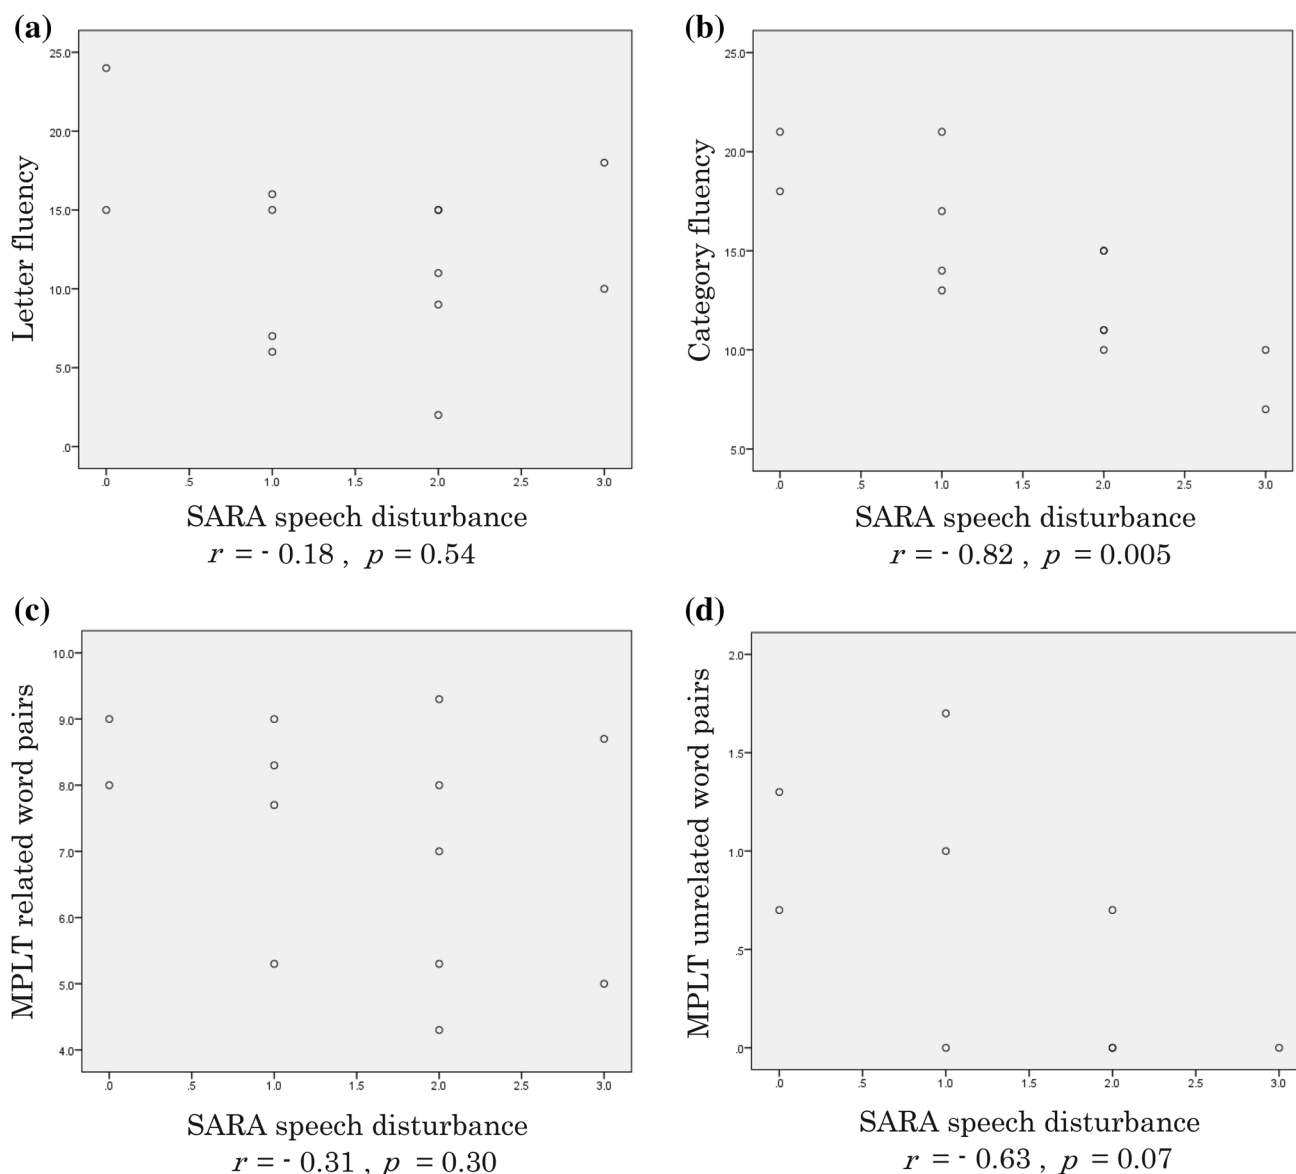 (a)
25.0
20.0
15.0
10.0
5.0
.0
Letter fluency
.0 .5 1.0 1.5 2.0 2.5 3.0
SARA speech disturbance
r = - 0.18 , p = 0.54
(b)
25.0
20.0
15.0
10.0
5.0
Category fluency
.0 .5 1.0 1.5 2.0 2.5 3.0
SARA speech disturbance
r = - 0.82 , p = 0.005
(c)
10.0
9.0
8.0
7.0
6.0
5.0
4.0
MPLT related word pairs
.0 .5 1.0 1.5 2.0 2.5 3.0
SARA speech disturbance
r = - 0.31 , p = 0.30
(d)
2.0
1.5
1.0
.5
.0
MPLT unrelated word pairs
.0 .5 1.0 1.5 2.0 2.5 3.0
SARA speech disturbance
r = - 0.63 , p = 0.07